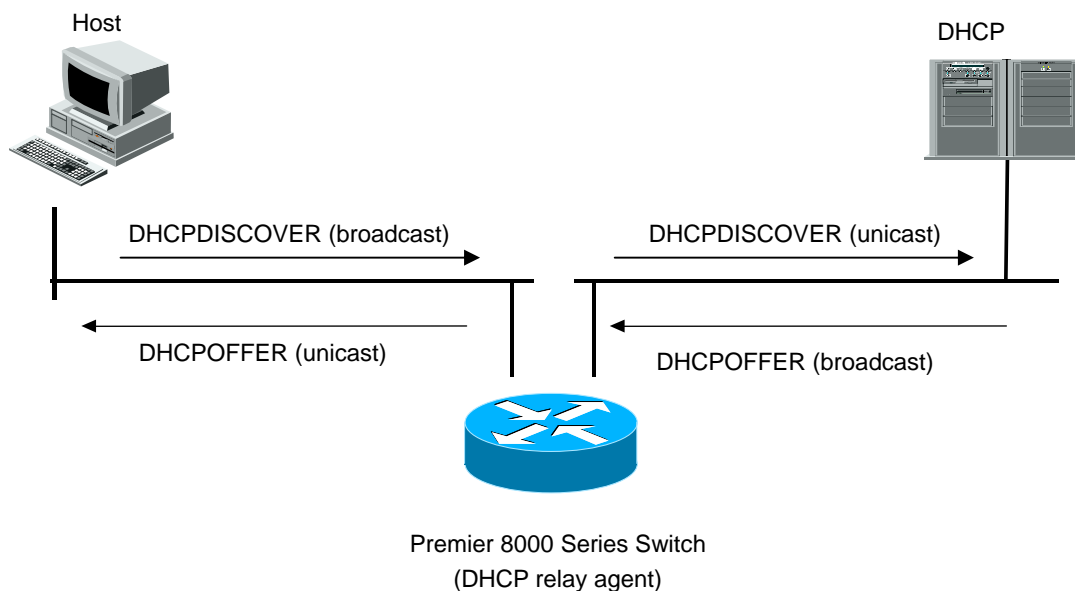 Host
DHCP
DHCPDISCOVER (broadcast)
DHCPDISCOVER (unicast)
DHCPOFFER (unicast)
DHCPOFFER (broadcast)
Premier 8000 Series Switch
(DHCP relay agent)